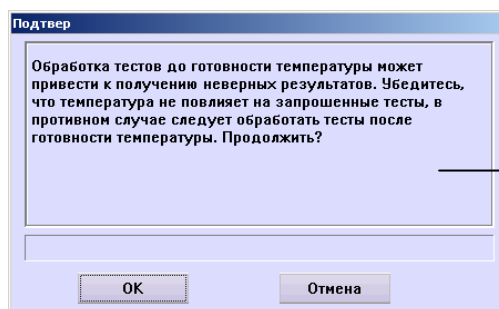 Подтвер
Обработка тестов до готовности температуры может
привести к получению неверных результатов. Убедитесь,
что температура не повлияет на запрошенные тесты, в
противном случае следует обработать тесты после
готовности температуры. Продолжить?
OK
Отмена